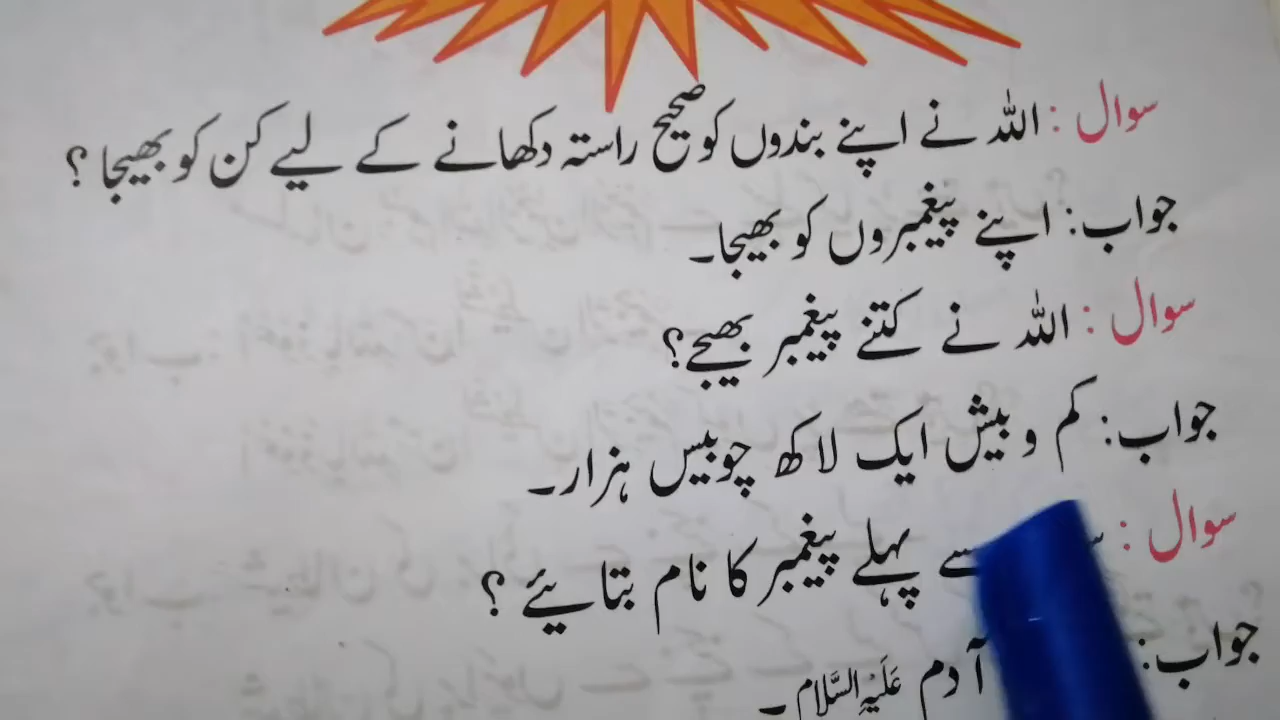 سوال : اللہ نے اپنے بندوں کو صحیح راستہ دکھانے کے لیے کن کو بھیجا ؟
جواب: اپنے پیغمبروں کو بھیجا۔
سوال : اللہ نے کتنے پیغمبر بھیجے؟
جواب: کم و بیش ایک لاکھ چوبیس ہزار۔
سوال : سے پہلے پیغمبر کا نام بتائیے ؟
جواب: آدم عَلَیْہِ السَّلَام ۔